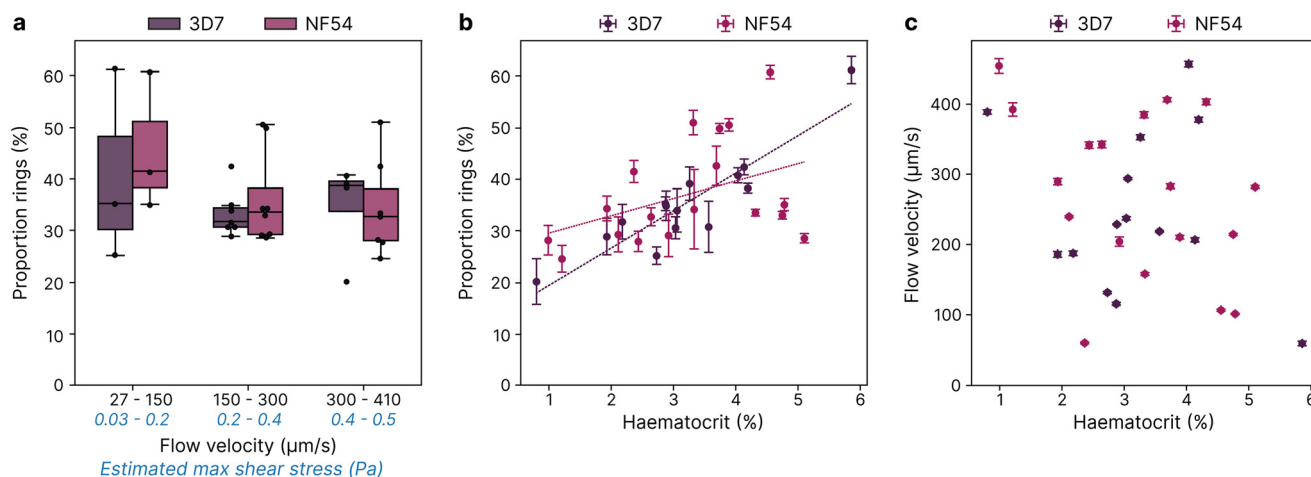 a
3D7 NF54
Proportion rings (%)
60
50
40
30
20
10
0
27 - 150 150 - 300 300 - 410
0.03 - 0.2 0.2 - 0.4 0.4 - 0.5
Flow velocity (µm/s)
Estimated max shear stress (Pa)
b
3D7 NF54
Proportion rings (%)
60
50
40
30
20
10
0
1 2 3 4 5 6
Haematocrit (%)
c
3D7 NF54
Flow velocity (µm/s)
400
300
200
100
0
1 2 3 4 5 6
Haematocrit (%)